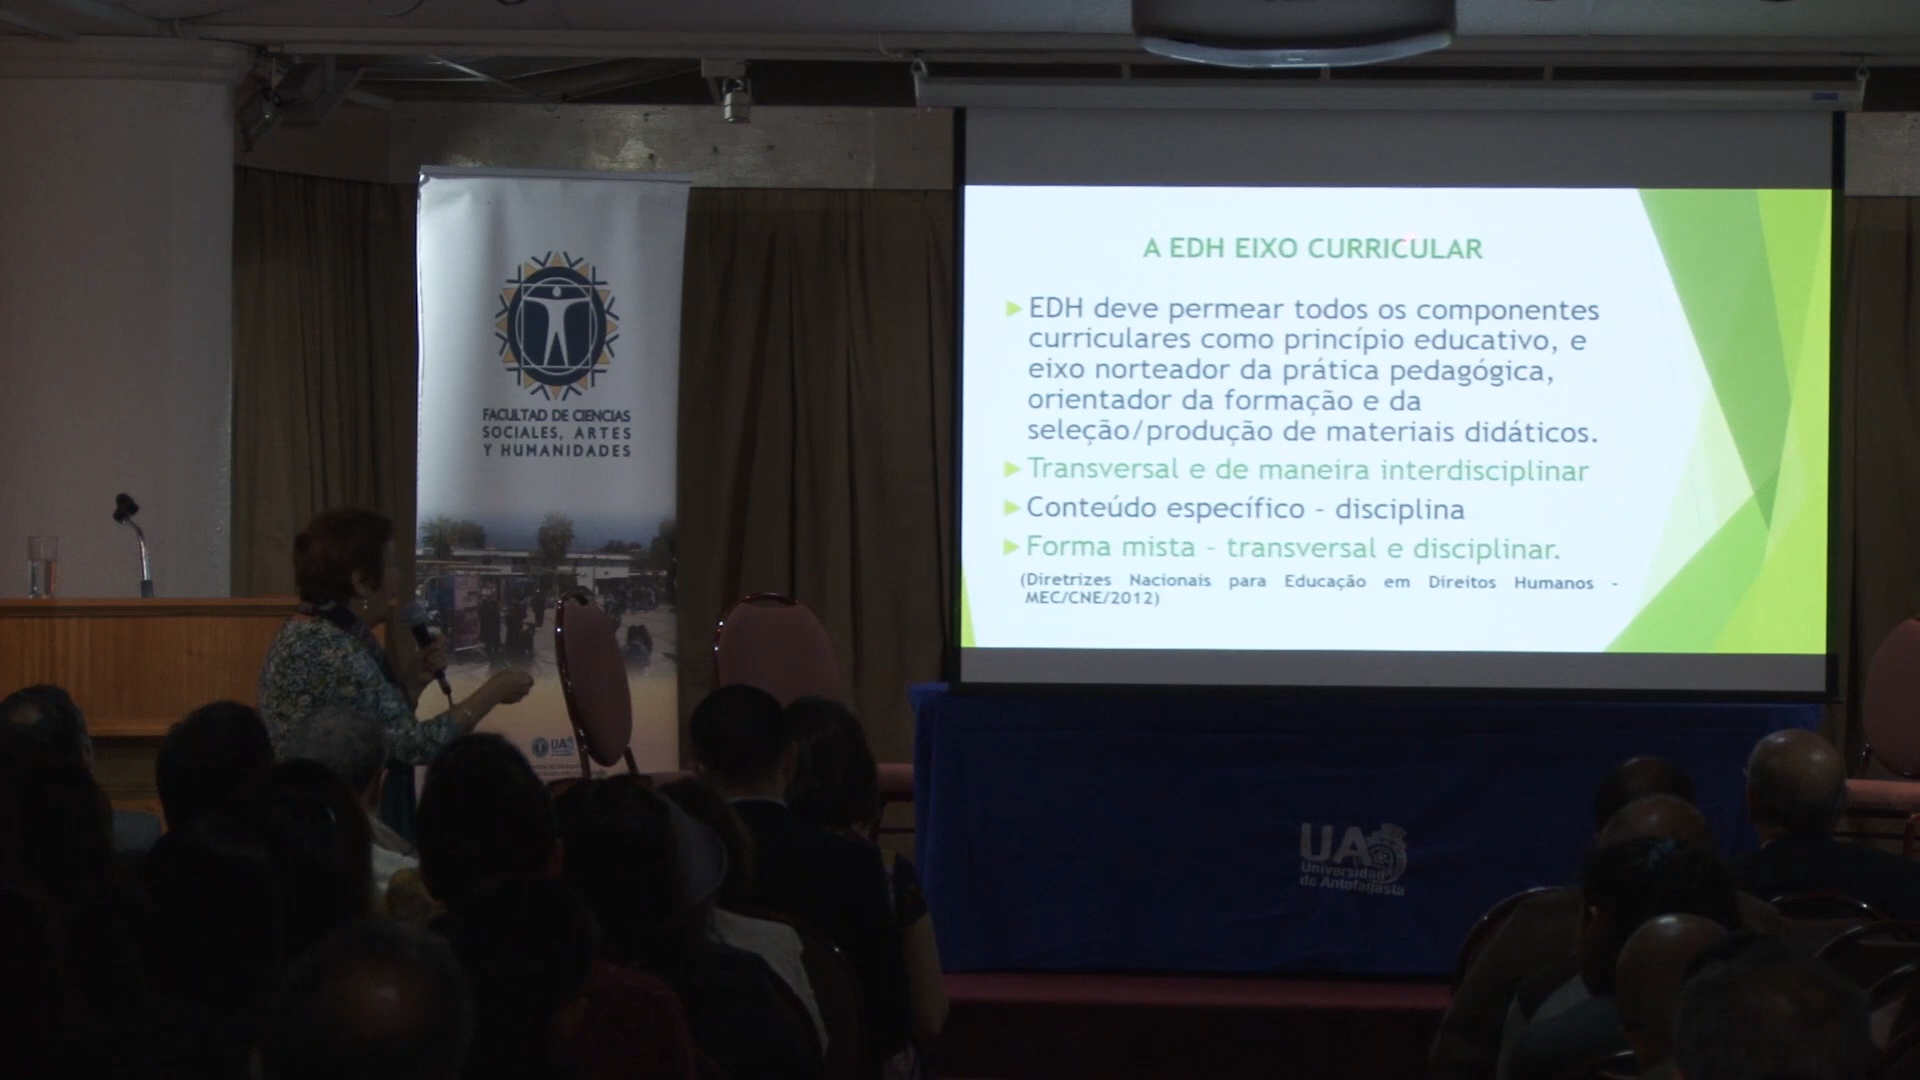 FACULTAD DE CIENCIAS
SOCIALES, ARTES
Y HUMANIDADES
UA
A EDH EIXO CURRICULAR
EDH deve permear todos os componentes
curriculares como princípio educativo, e
eixo norteador da prática pedagógica,
orientador da formação e da
seleção/produção de materiais didáticos.
Transversal e de maneira interdisciplinar
Conteúdo específico - disciplina
Forma mista - transversal e disciplinar.
(Diretrizes Nacionais para Educação em Direitos Humanos -
MEC/CNE/2012)
UA
Universidad
de Antofagasta